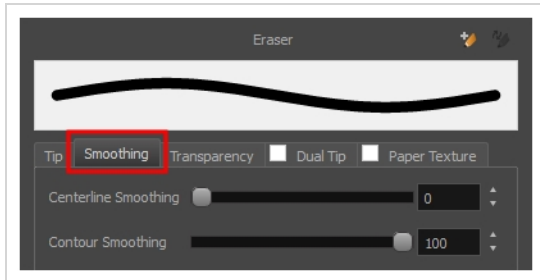 Eraser
Tip Smoothing Transparency Dual Tip Paper Texture
Centerline Smoothing 0
Contour Smoothing 100